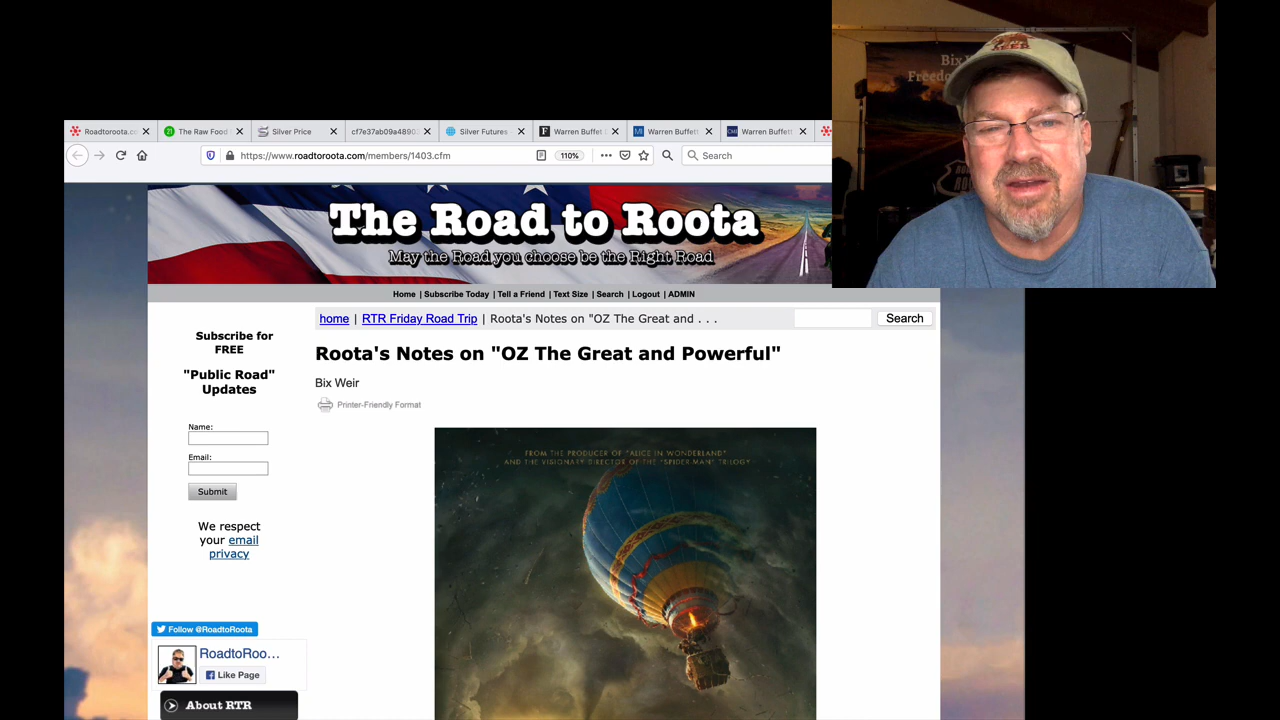 Bix W
Freedo
Roadtoroota.co
The Raw Food
Silver Price
cf7e37ab09a4890
Silver Futures -
Warren Buffet
Warren Buffett
Warren Buffett
https://www.roadtoroota.com/members/1403.cfm
110%
Search
The Road to Roota
May the Road you choose be the Right Road
Home | Subscribe Today | Tell a Friend | Text Size | Search | Logout | ADMIN
home | RTR Friday Road Trip | Roota's Notes on "OZ The Great and . . .
Search
Subscribe for
FREE
"Public Road"
Updates
Name:
Email:
Submit
We respect
your email
privacy
Follow @RoadtoRoota
RoadtoRoo...
Like Page
About RTR
Roota's Notes on "OZ The Great and Powerful"
Bix Weir
Printer-Friendly Format
FROM THE PRODUCER OF "ALICE IN WONDERLAND"
AND THE VISIONARY DIRECTOR OF THE "SPIDER-MAN" TRILOGY